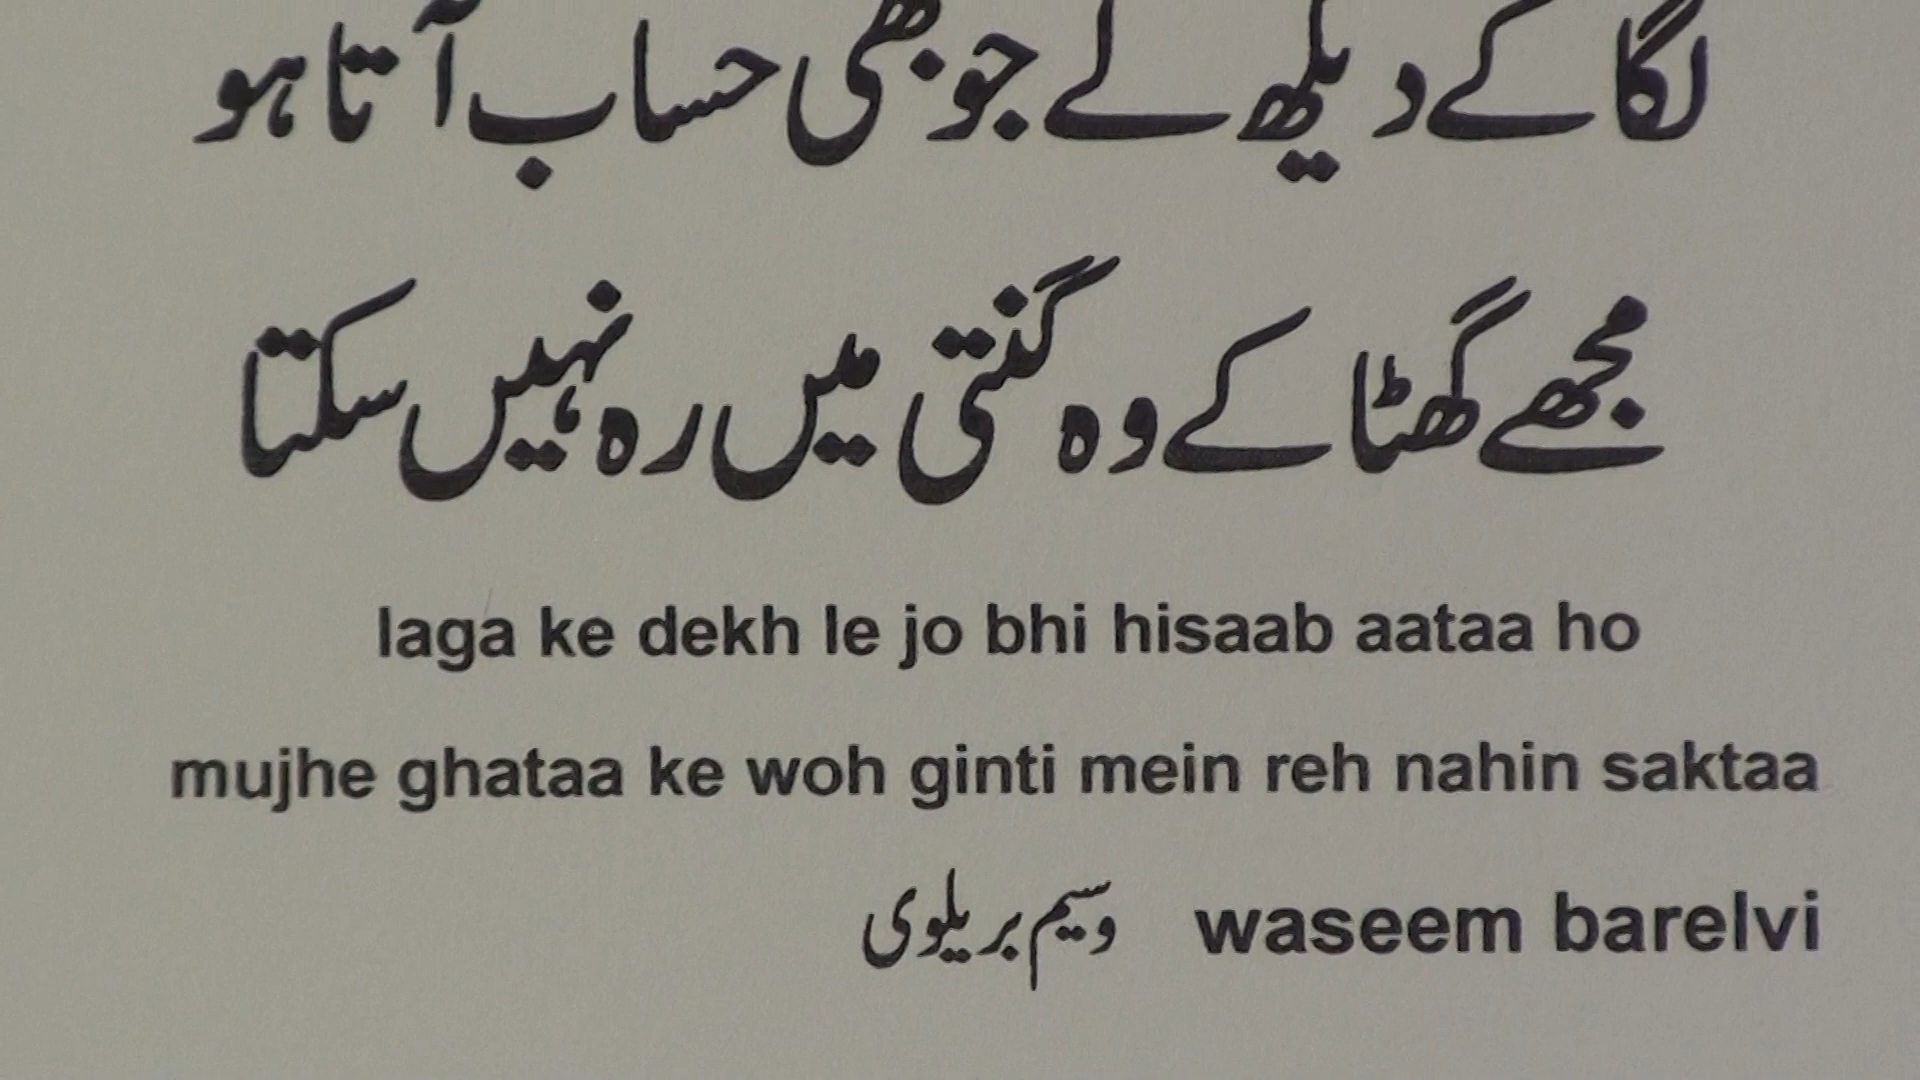 لگا کے دیکھ لے جو بھی حساب آتا ہو
مجھے گھٹا کے وہ گنتی میں رہ نہیں سکتا
laga ke dekh le jo bhi hisaab aataa ho
mujhe ghataa ke woh ginti mein reh nahin saktaa
وسیم بریلوی waseem barelvi